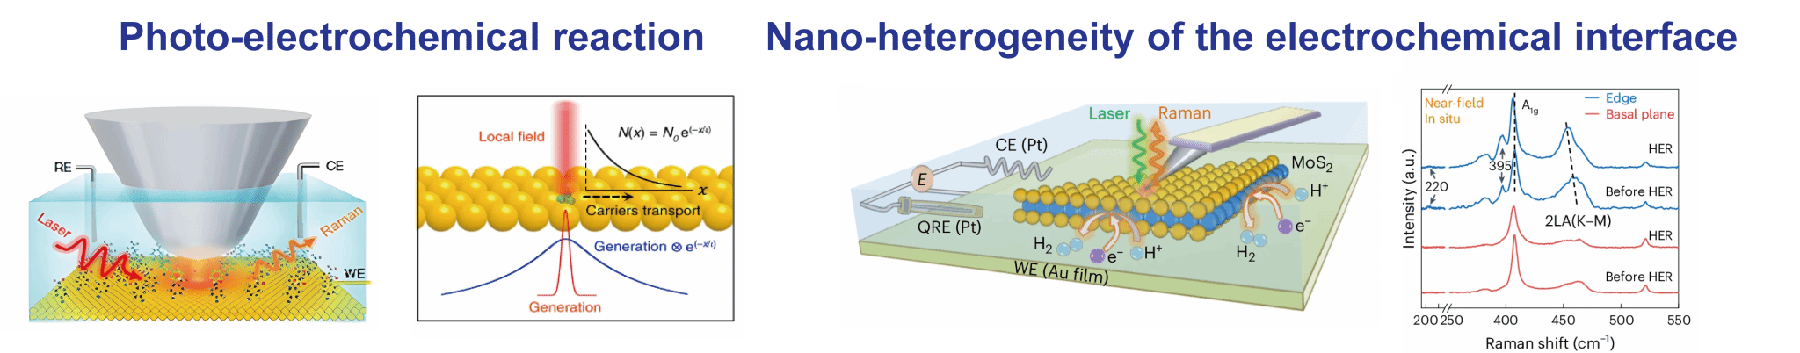 Photo-electrochemical reaction
Nano-heterogeneity of the electrochemical interface
RE
CE
Laser
Raman
WE
Local field
N(x) = N₀e^(−x/ι)
x
Carriers transport
Generation ⊗ e^(−x/ι)
Generation
Laser
Raman
CE (Pt)
E
QRE (Pt)
MoS₂
H⁺
e⁻
H₂
H₂
e⁻
H⁺
WE (Au film)
Near-field
In situ
A₁g
Edge
Basal plane
HER
395
220
Before HER
2LA(K–M)
HER
Before HER
Intensity (a.u.)
200 250 400 450 500 550
Raman shift (cm⁻¹)